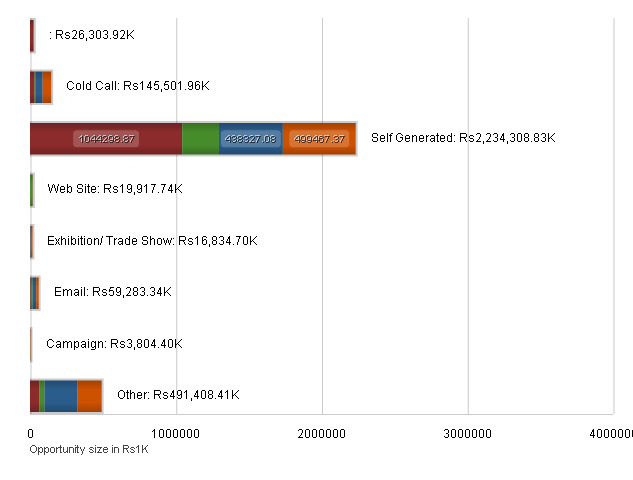 : Rs26,303.92K
Cold Call: Rs145,501.96K
1044298.87 438327.03 499467.37 Self Generated: Rs2,234,308.83K
Web Site: Rs19,917.74K
Exhibition/ Trade Show: Rs16,834.70K
Email: Rs59,283.34K
Campaign: Rs3,804.40K
Other: Rs491,408.41K
0 1000000 2000000 3000000 4000000
Opportunity size in Rs1K